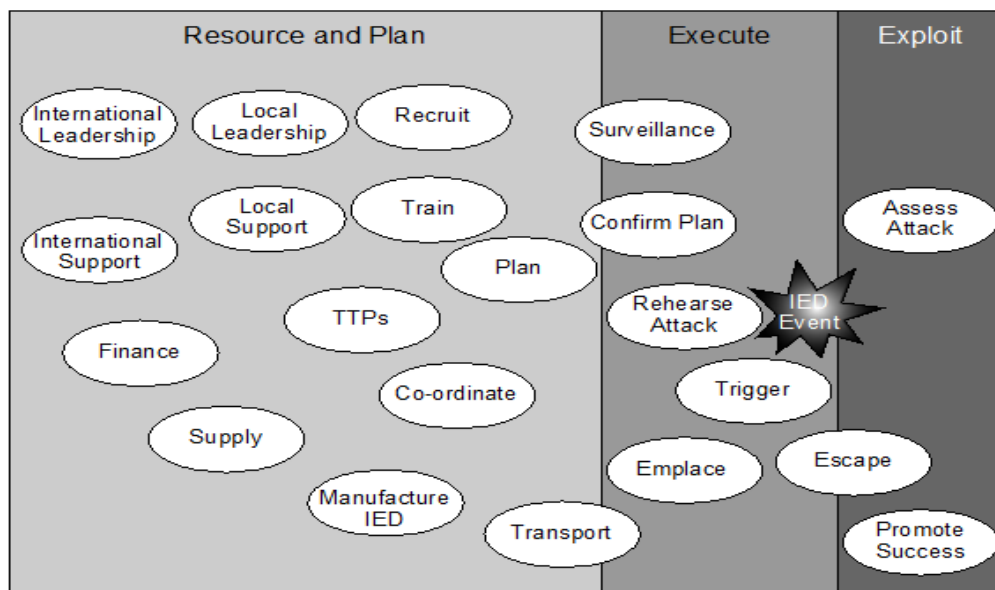 Resource and Plan
Execute
Exploit
International
Leadership
Local
Leadership
Recruit
Surveillance
International
Support
Local
Support
Train
Confirm Plan
Assess
Attack
Plan
TTPs
Rehearse
Attack
IED
Event
Finance
Co-ordinate
Trigger
Supply
Emplace
Escape
Manufacture
IED
Transport
Promote
Success